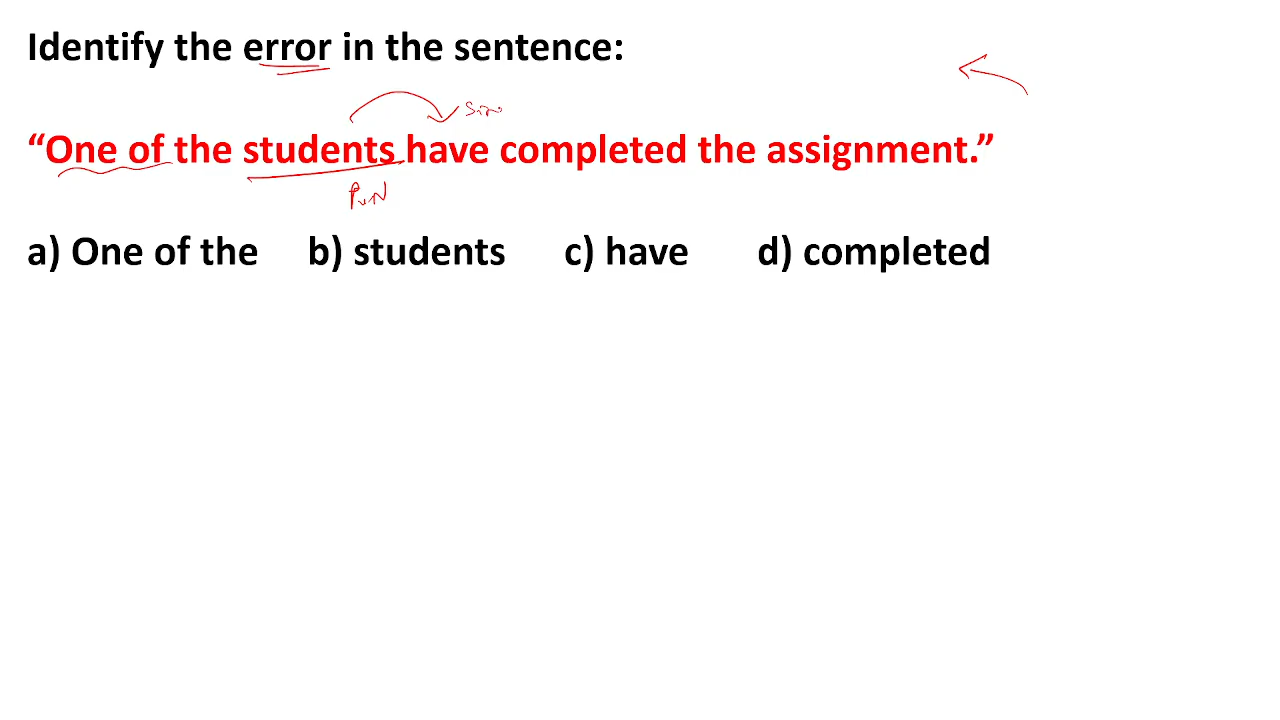 Identify the error in the sentence:
“One of the students have completed the assignment.”
a) One of the b) students c) have d) completed